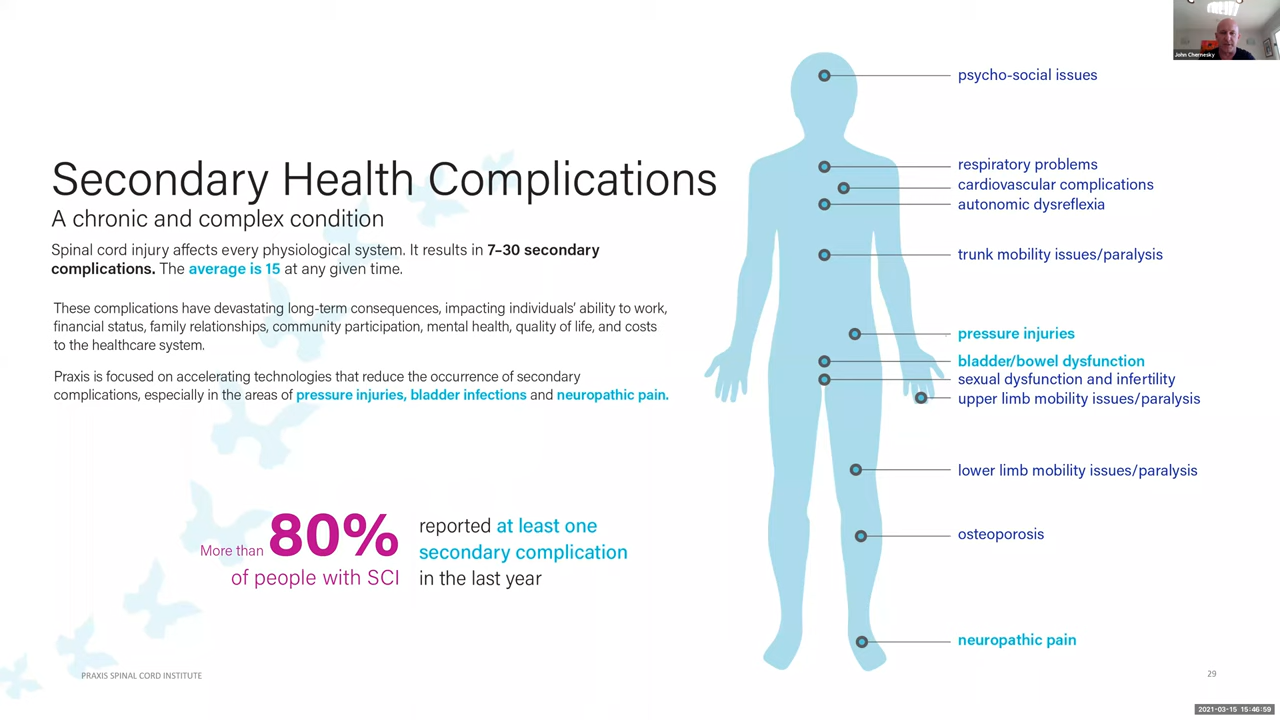 John Chernesky
Secondary Health Complications
A chronic and complex condition
Spinal cord injury affects every physiological system. It results in 7–30 secondary
complications. The average is 15 at any given time.
These complications have devastating long-term consequences, impacting individuals' ability to work,
financial status, family relationships, community participation, mental health, quality of life, and costs
to the healthcare system.
Praxis is focused on accelerating technologies that reduce the occurrence of secondary
complications, especially in the areas of pressure injuries, bladder infections and neuropathic pain.
More than 80%
of people with SCI
reported at least one
secondary complication
in the last year
psycho-social issues
respiratory problems
cardiovascular complications
autonomic dysreflexia
trunk mobility issues/paralysis
pressure injuries
bladder/bowel dysfunction
sexual dysfunction and infertility
upper limb mobility issues/paralysis
lower limb mobility issues/paralysis
osteoporosis
neuropathic pain
PRAXIS SPINAL CORD INSTITUTE
29
2021-03-15 15:46:59